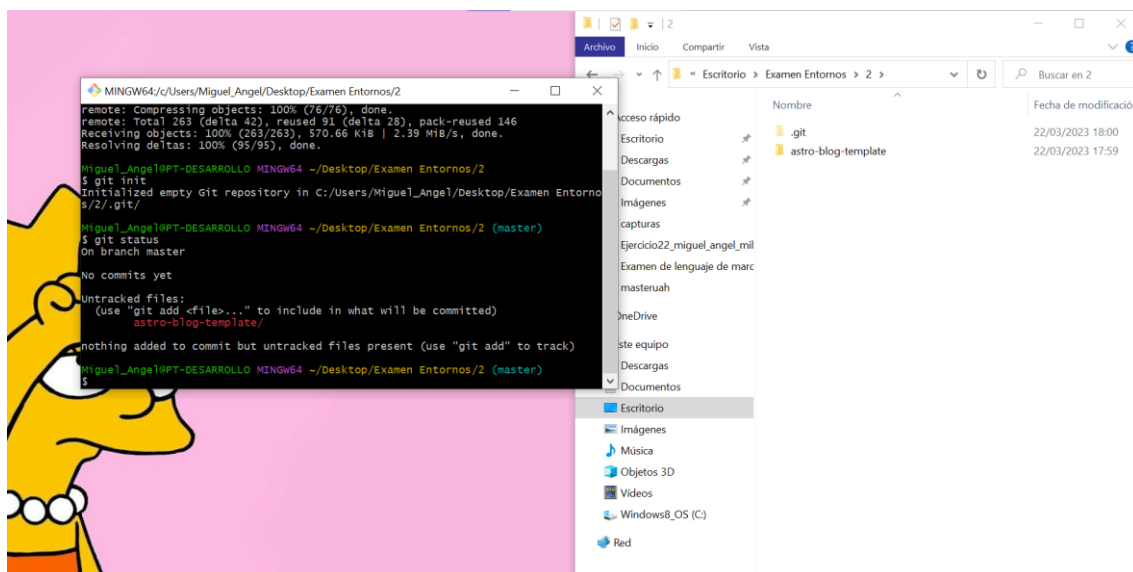 2
Archivo
Inicio
Compartir
Vista
« Escritorio > Examen Entornos > 2 >
Buscar en 2
MINGW64:/c/Users/Miguel_Angel/Desktop/Examen Entornos/2
remote: Compressing objects: 100% (76/76), done.
remote: Total 263 (delta 42), reused 91 (delta 28), pack-reused 146
Receiving objects: 100% (263/263), 570.66 KiB | 2.39 MiB/s, done.
Resolving deltas: 100% (95/95), done.
Miguel_Angel@PT-DESARROLLO MINGW64 ~/Desktop/Examen Entornos/2
$ git init
Initialized empty Git repository in C:/Users/Miguel_Angel/Desktop/Examen Entorno
s/2/.git/
Miguel_Angel@PT-DESARROLLO MINGW64 ~/Desktop/Examen Entornos/2 (master)
$ git status
On branch master
No commits yet
Untracked files:
(use "git add <file>..." to include in what will be committed)
astro-blog-template/
nothing added to commit but untracked files present (use "git add" to track)
Miguel_Angel@PT-DESARROLLO MINGW64 ~/Desktop/Examen Entornos/2 (master)
$
Acceso rápido
Escritorio
Descargas
Documentos
Imágenes
capturas
Ejercicio22_miguel_angel_mil
Examen de lenguaje de marc
masteruah
OneDrive
ste equipo
Descargas
Documentos
Escritorio
Imágenes
Música
Objetos 3D
Vídeos
Windows8_OS (C:)
Red
Nombre
Fecha de modificació
.git
22/03/2023 18:00
astro-blog-template
22/03/2023 17:59